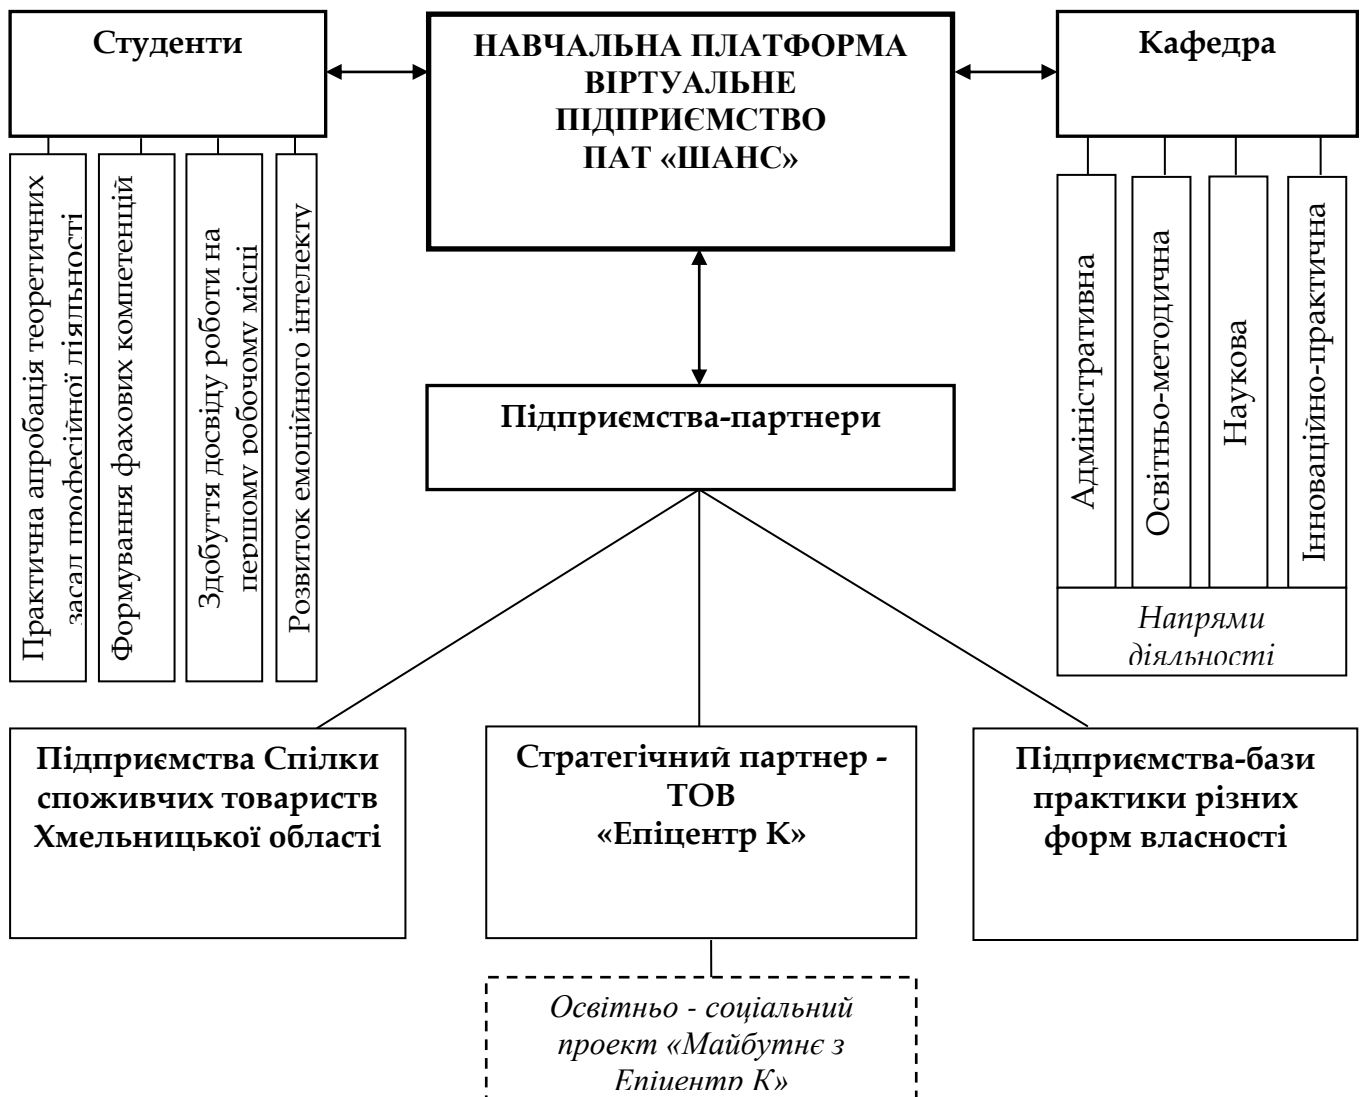 Студенти
НАВЧАЛЬНА ПЛАТФОРМА
ВІРТУАЛЬНЕ
ПІДПРИЄМСТВО
ПАТ «ШАНС»
Кафедра
Практична апробація теоретичних
засад професійної діяльності
Формування фахових компетенцій
Здобуття досвіду роботи на
першому робочому місці
Розвиток емоційного інтелекту
Адміністративна
Освітньо-методична
Наукова
Інноваційно-практична
Напрями
діяльності
Підприємства-партнери
Підприємства Спілки
споживчих товариств
Хмельницької області
Стратегічний партнер -
ТОВ
«Епіцентр К»
Підприємства-бази
практики різних
форм власності
Освітньо - соціальний
проект «Майбутнє з
Епіцентр К»